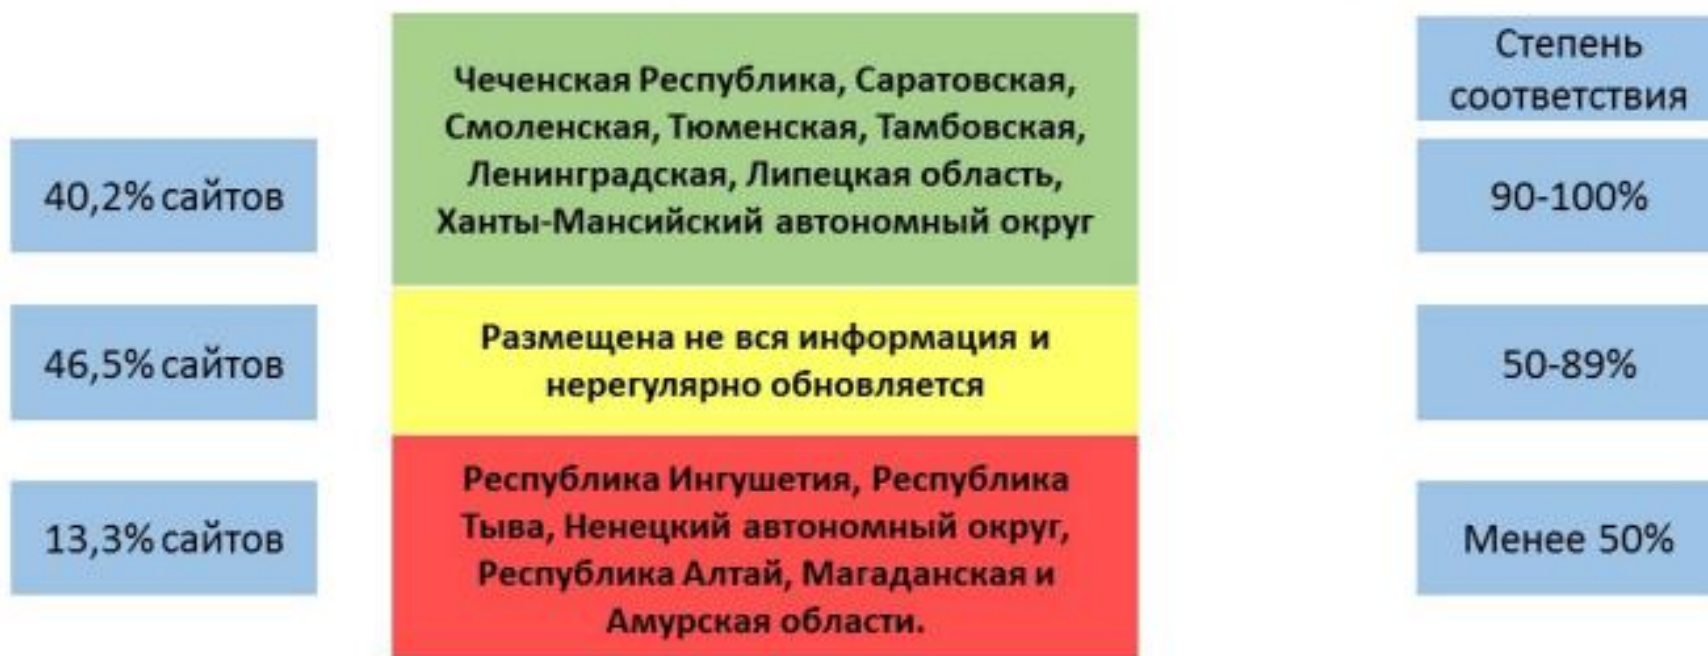 Чеченская Республика, Саратовская,
Смоленская, Тюменская, Тамбовская,
Ленинградская, Липецкая область,
Ханты-Мансийский автономный округ
Степень
соответствия
40,2% сайтов
90-100%
46,5% сайтов
Размещена не вся информация и
нерегулярно обновляется
50-89%
13,3% сайтов
Республика Ингушетия, Республика
Тыва, Ненецкий автономный округ,
Республика Алтай, Магаданская и
Амурская области.
Менее 50%